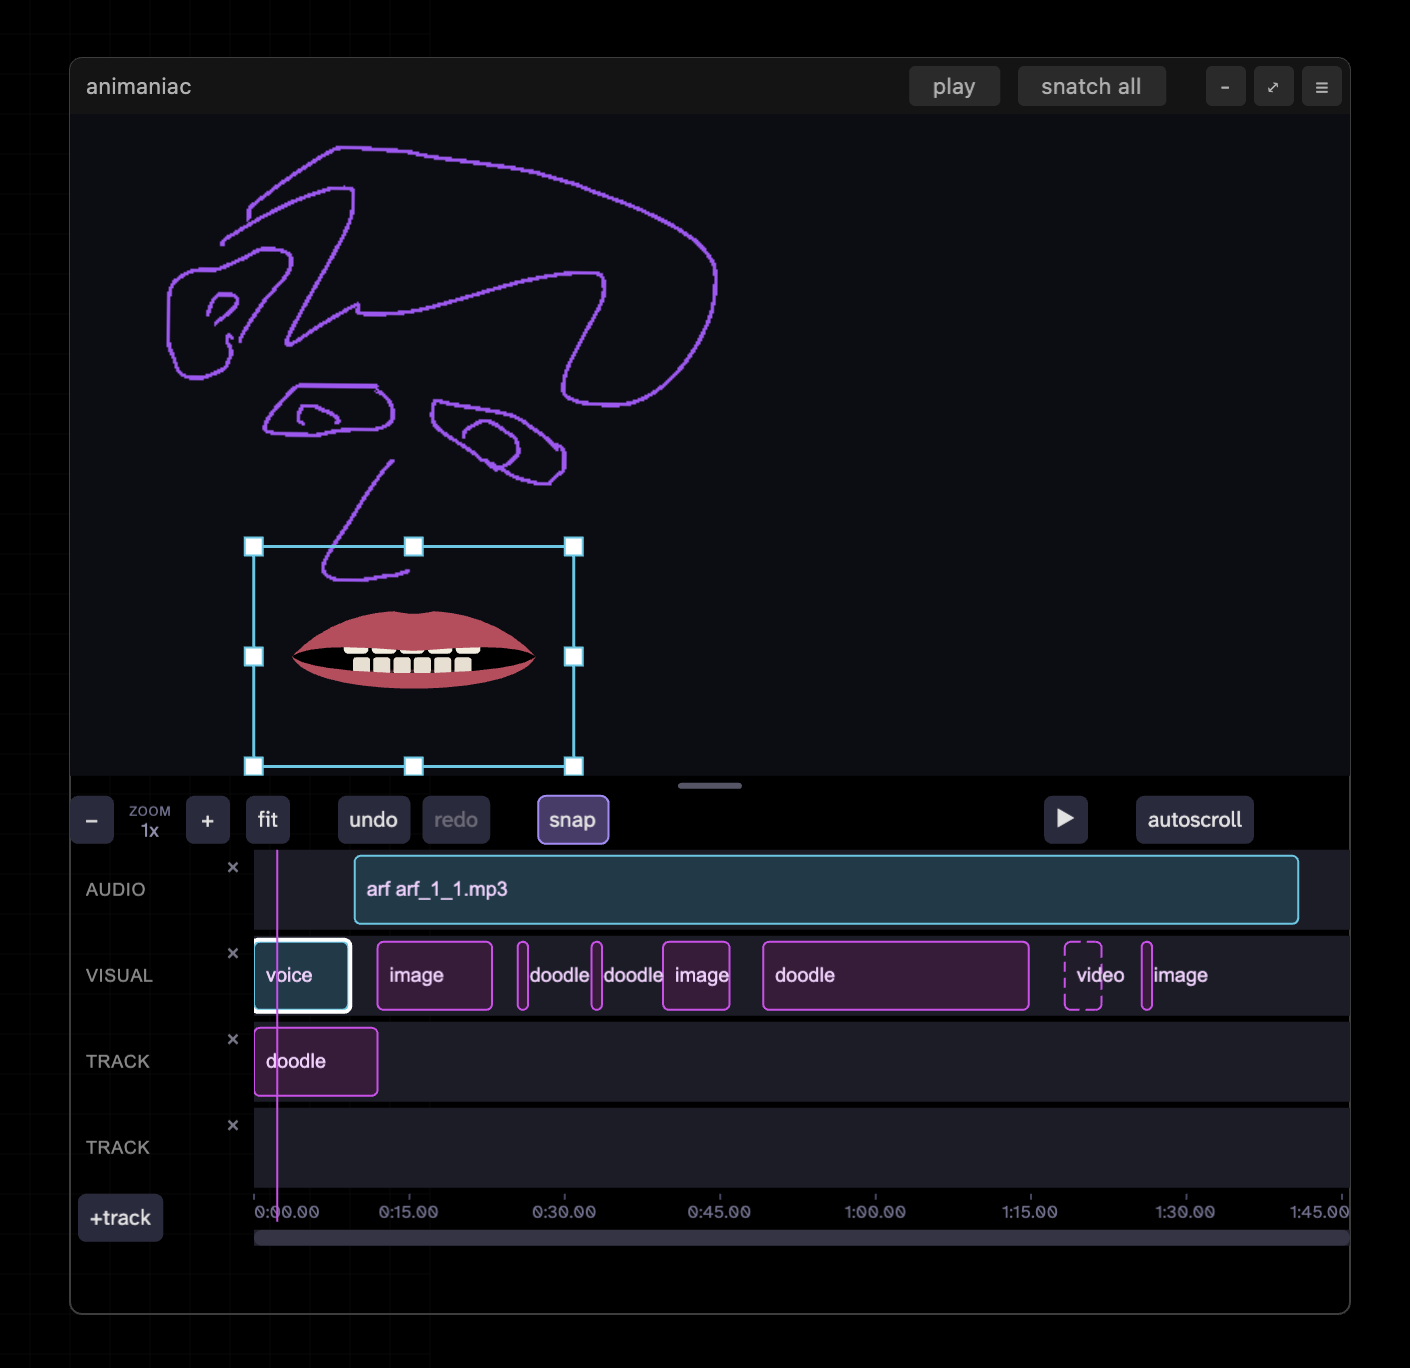 animaniac play snatch all - ⤢ ≡
− ZOOM 1x + fit undo redo snap ▶ autoscroll
AUDIO × arf arf_1_1.mp3
VISUAL × voice image doodle doodle image doodle video image
TRACK × doodle
TRACK ×
+track 0:00.00 0:15.00 0:30.00 0:45.00 1:00.00 1:15.00 1:30.00 1:45.00